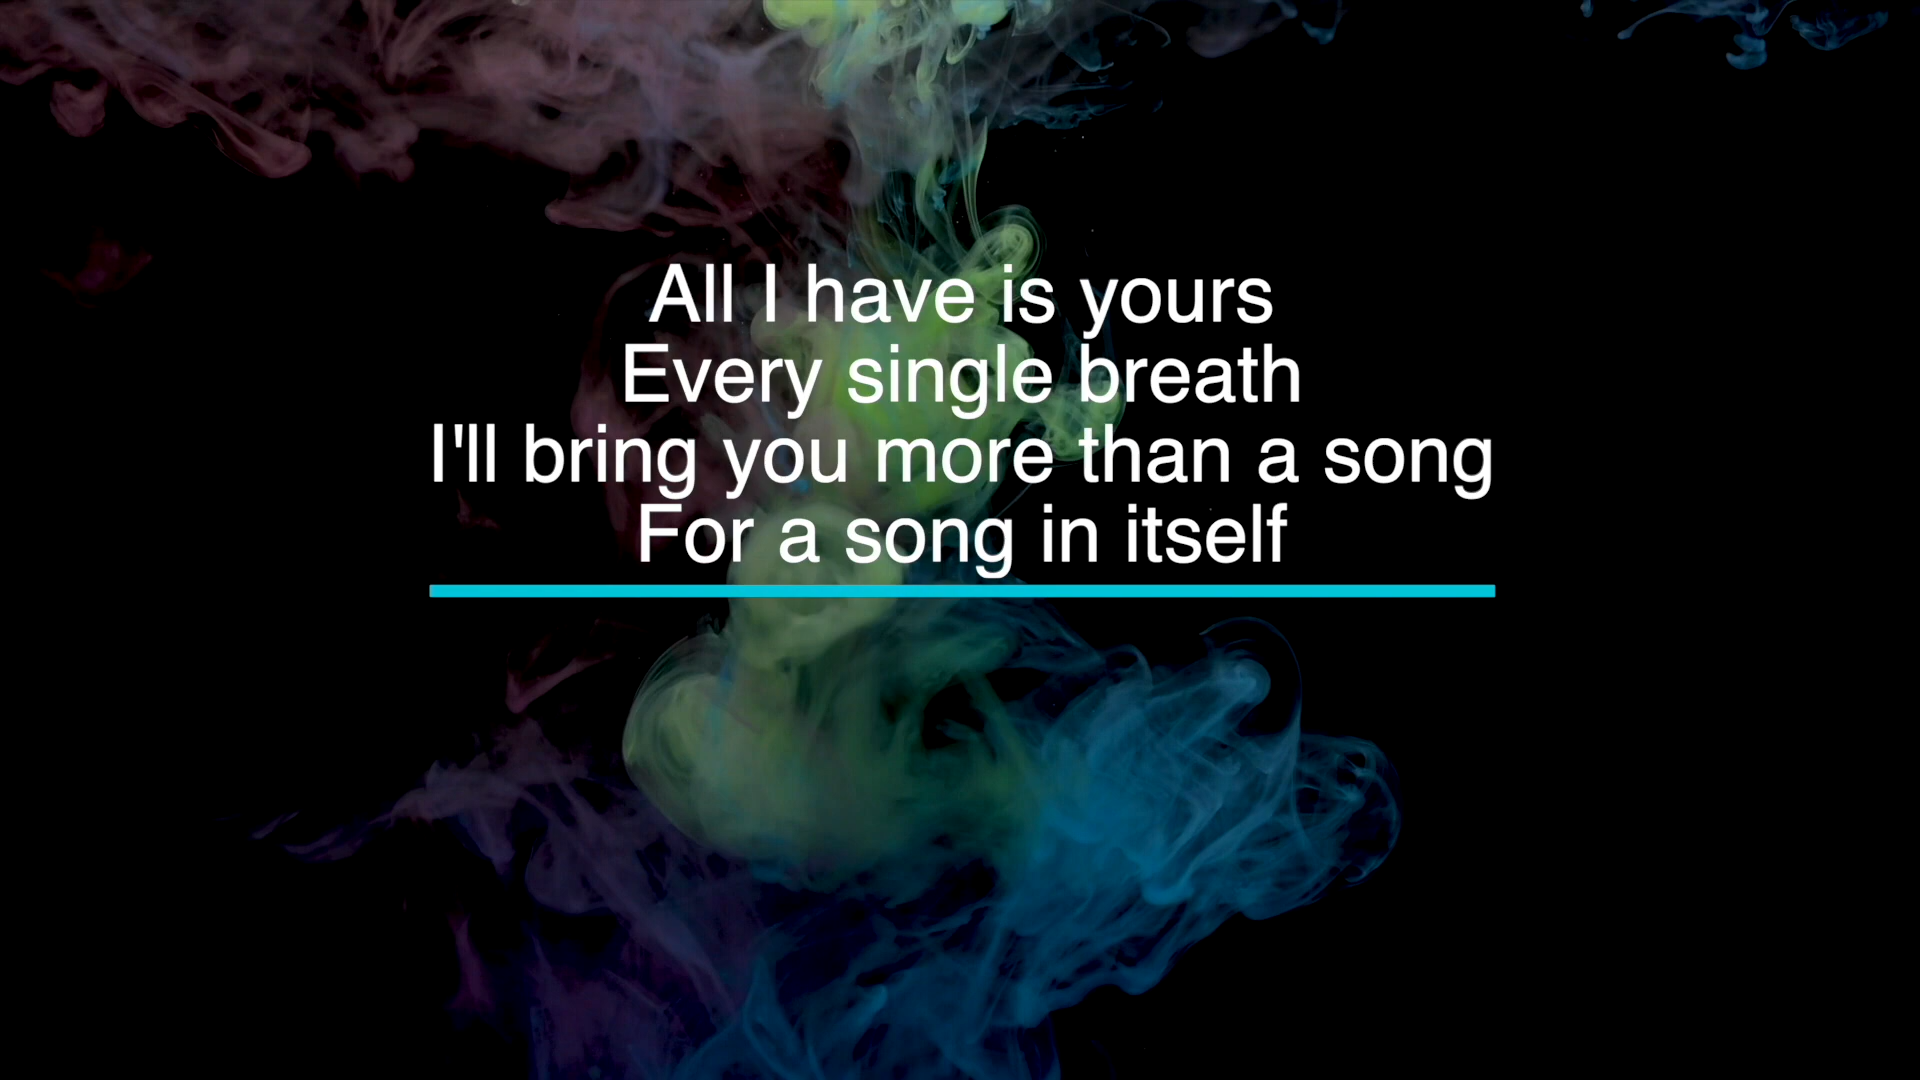 All I have is yours
Every single breath
I'll bring you more than a song
For a song in itself